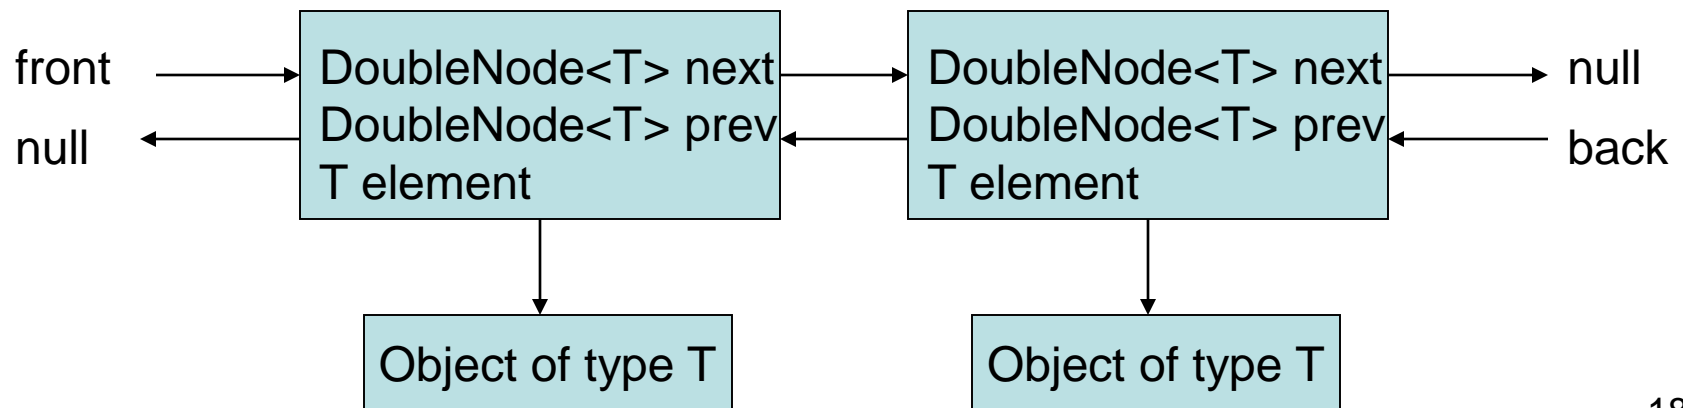 front DoubleNode<T> next DoubleNode<T> next null
null DoubleNode<T> prev DoubleNode<T> prev back
T element T element
Object of type T Object of type T
18